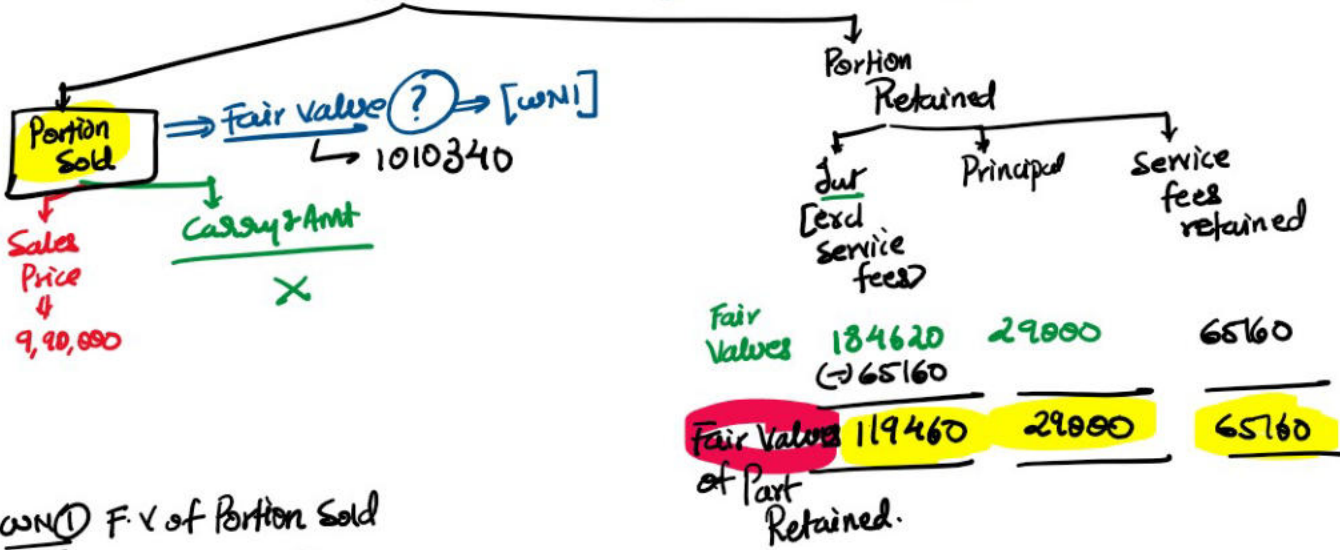 Portion Sold
⇒ Fair Value ? ⇒ [WN1]
↳ 1010340
Sales Price
↓
9,90,000
Carryg Amt
X
Portion Retained
Int [excl service fees]
Principal
Service fees retained
Fair Values 184620 29000 65160
(-) 65160
Fair Values of Part Retained. 119460 29000 65160
WN① F.V of Portion Sold